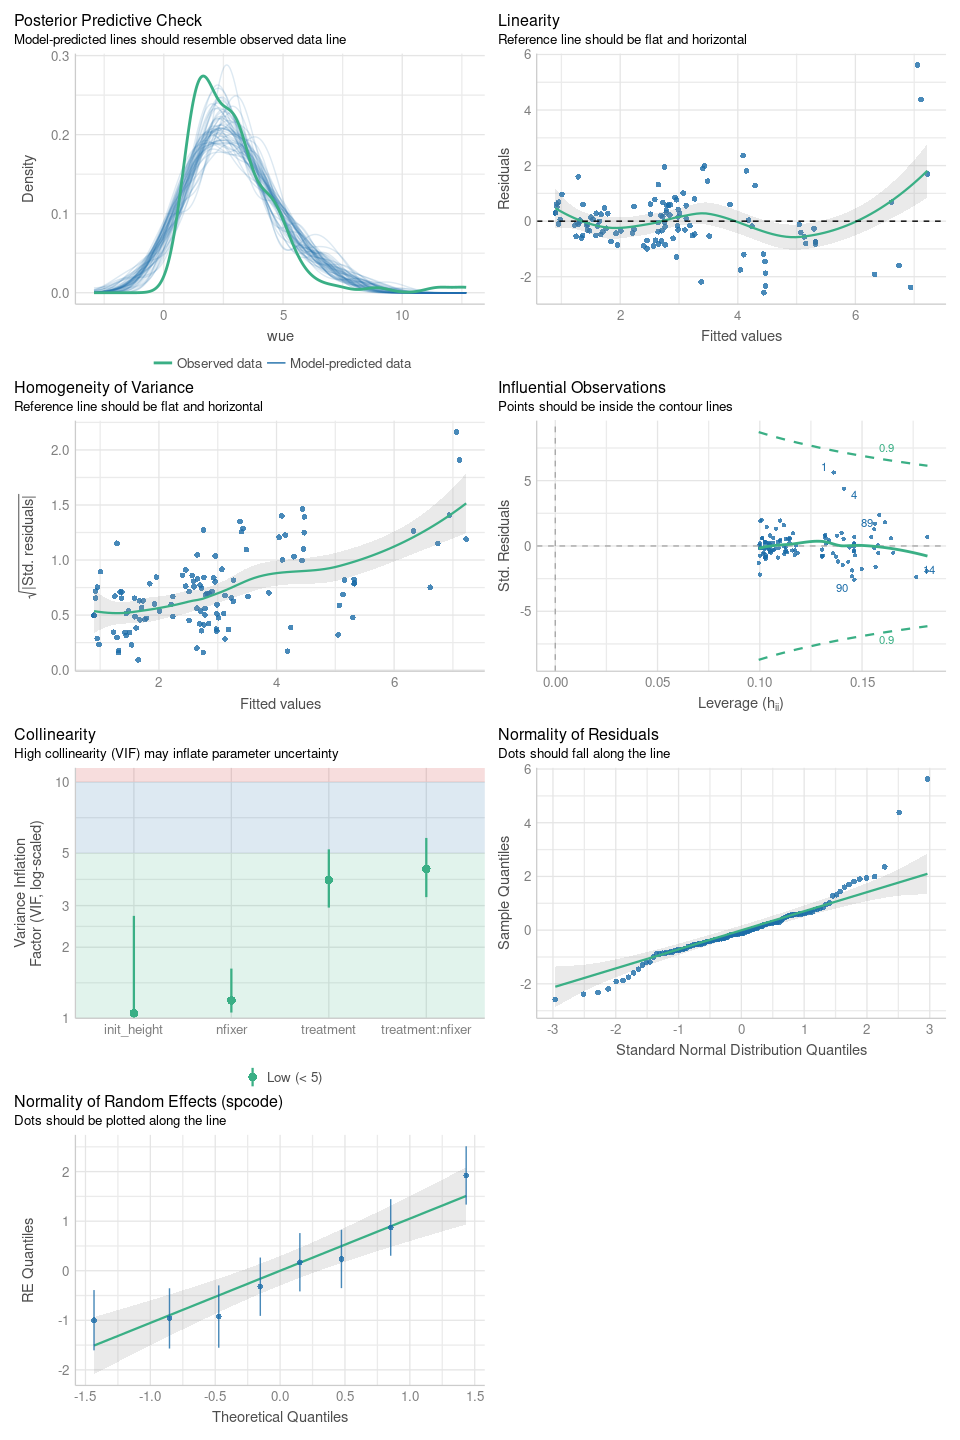 Posterior Predictive Check
Model-predicted lines should resemble observed data line
0.3
0.2
0.1
0.0
Density
0
5
10
wue
Observed data
Model-predicted data
Linearity
Reference line should be flat and horizontal
6
4
2
0
-2
Residuals
2
4
6
Fitted values
Homogeneity of Variance
Reference line should be flat and horizontal
2.0
1.5
1.0
0.5
0.0
√|Std. residuals|
2
4
6
Fitted values
Influential Observations
Points should be inside the contour lines
5
0
-5
Std. Residuals
0.9
1
4
89
14
90
0.9
0.00
0.05
0.10
0.15
Leverage (hii)
Collinearity
High collinearity (VIF) may inflate parameter uncertainty
10
5
3
2
1
Variance Inflation
Factor (VIF, log-scaled)
init_height
nfixer
treatment
treatment:nfixer
Low (< 5)
Normality of Residuals
Dots should fall along the line
6
4
2
0
-2
Sample Quantiles
-3
-2
-1
0
1
2
3
Standard Normal Distribution Quantiles
Normality of Random Effects (spcode)
Dots should be plotted along the line
2
1
0
-1
-2
RE Quantiles
-1.5
-1.0
-0.5
0.0
0.5
1.0
1.5
Theoretical Quantiles